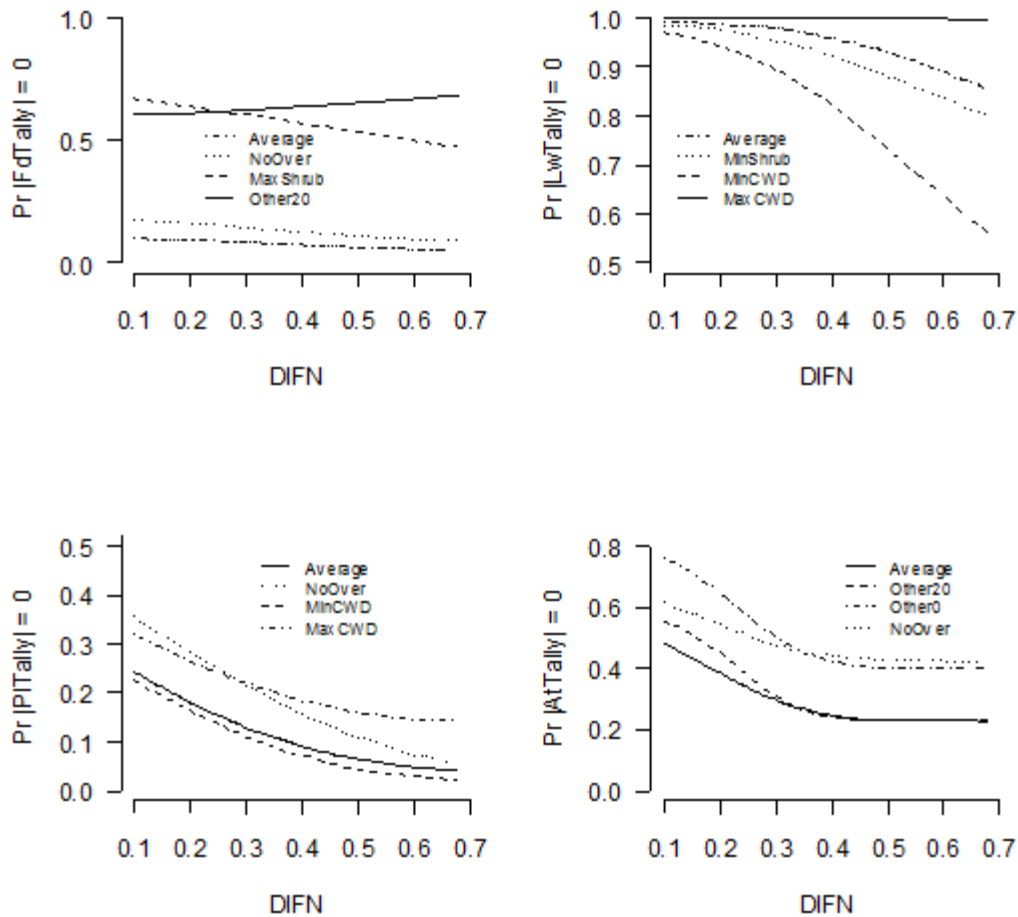 Pr |FdTally| = 0
1.0
0.5
0.0
Average
NoOver
MaxShrub
Other20
0.1 0.2 0.3 0.4 0.5 0.6 0.7
DIFN
Pr |LwTally| = 0
1.0
0.9
0.8
0.7
0.6
0.5
Average
MinShrub
MinCWD
MaxCWD
0.1 0.2 0.3 0.4 0.5 0.6 0.7
DIFN
Pr |PlTally| = 0
0.5
0.4
0.3
0.2
0.1
0.0
Average
NoOver
MinCWD
MaxCWD
0.1 0.2 0.3 0.4 0.5 0.6 0.7
DIFN
Pr |AtTally| = 0
0.8
0.6
0.4
0.2
0.0
Average
Other20
Other0
NoOver
0.1 0.2 0.3 0.4 0.5 0.6 0.7
DIFN